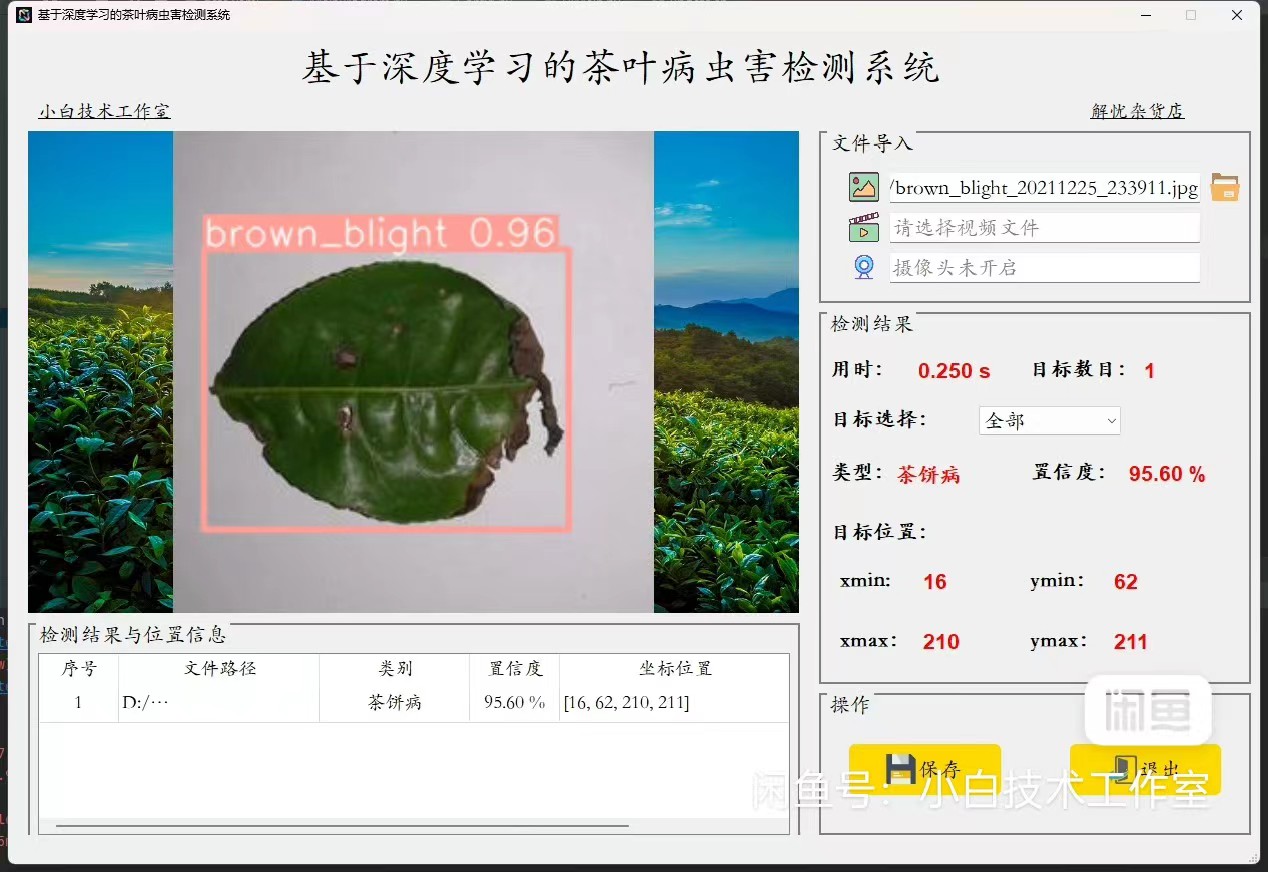 基于深度学习的茶叶病虫害检测系统
基于深度学习的茶叶病虫害检测系统
小白技术工作室
解忧杂货店
brown_blight 0.96
文件导入
/brown_blight_20211225_233911.jpg
请选择视频文件
摄像头未开启
检测结果
用时: 0.250 s 目标数目: 1
目标选择: 全部
类型: 茶饼病 置信度: 95.60 %
目标位置:
xmin: 16 ymin: 62
xmax: 210 ymax: 211
检测结果与位置信息
序号 文件路径 类别 置信度 坐标位置
1 D:/… 茶饼病 95.60 % [16, 62, 210, 211]
操作
闲鱼
保存 退出
闲鱼号：小白技术工作室